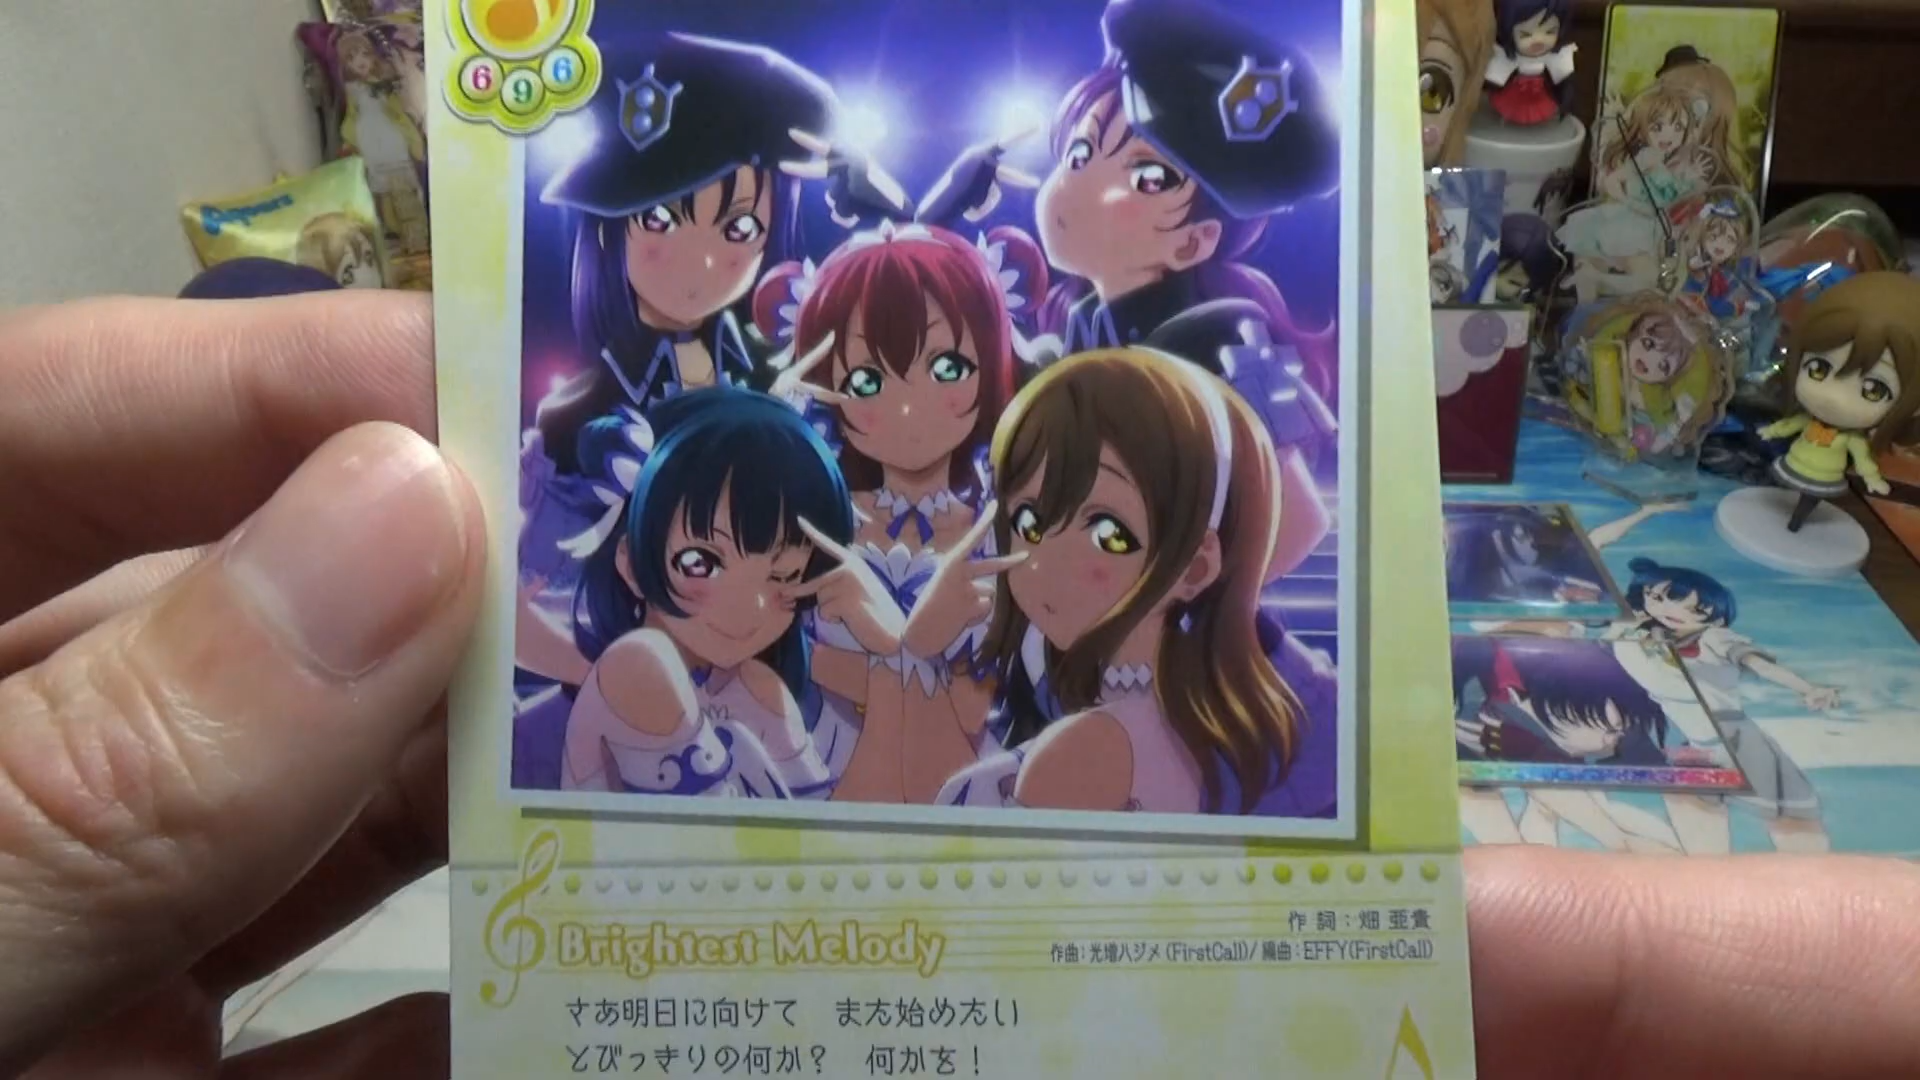 Aqours
6 9 6
Brightest Melody
作 詞：畑 亜貴
作曲：光増ハジメ(FirstCall)/ 編曲：EFFY(FirstCall)
さあ明日に向けて　また始めたい
とびっきりの何か？　何かを！